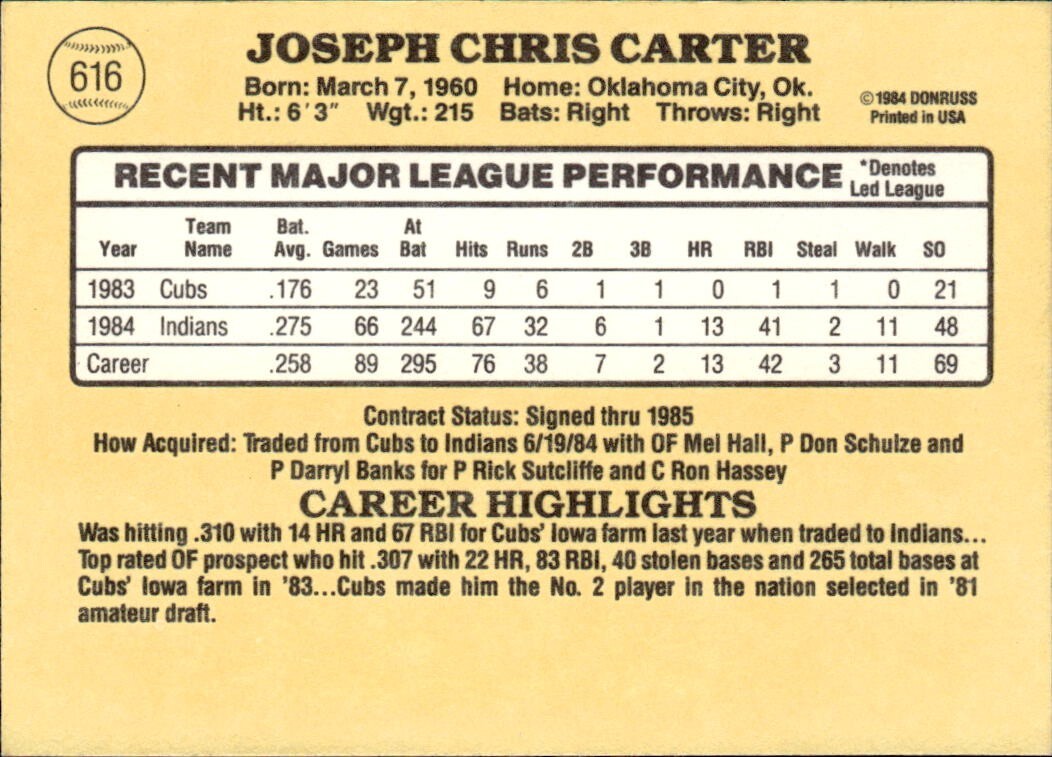 616
JOSEPH CHRIS CARTER
Born: March 7, 1960 Home: Oklahoma City, Ok.
Ht.: 6'3" Wgt.: 215 Bats: Right Throws: Right
©1984 DONRUSS
Printed in USA
RECENT MAJOR LEAGUE PERFORMANCE *Denotes Led League
Year Team Name Bat. Avg. Games At Bat Hits Runs 2B 3B HR RBI Steal Walk SO
1983 Cubs .176 23 51 9 6 1 1 0 1 1 0 21
1984 Indians .275 66 244 67 32 6 1 13 41 2 11 48
Career .258 89 295 76 38 7 2 13 42 3 11 69
Contract Status: Signed thru 1985
How Acquired: Traded from Cubs to Indians 6/19/84 with OF Mel Hall, P Don Schulze and
P Darryl Banks for P Rick Sutcliffe and C Ron Hassey
CAREER HIGHLIGHTS
Was hitting .310 with 14 HR and 67 RBI for Cubs' Iowa farm last year when traded to Indians...
Top rated OF prospect who hit .307 with 22 HR, 83 RBI, 40 stolen bases and 265 total bases at
Cubs' Iowa farm in '83...Cubs made him the No. 2 player in the nation selected in '81
amateur draft.